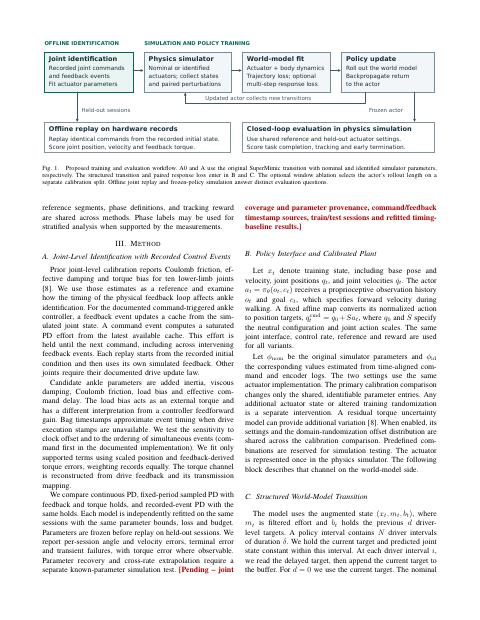 OFFLINE IDENTIFICATION
SIMULATION AND POLICY TRAINING
Joint identification
Recorded joint commands
and feedback events
Fit actuator parameters
Physics simulator
Nominal or identified
actuators; collect states
and paired perturbations
World-model fit
Actuator + body dynamics
Trajectory loss; optional
multi-step response loss
Policy update
Roll out the world model
Backpropagate return
to the actor
Updated actor collects new transitions
Held-out sessions
Frozen actor
Offline replay on hardware records
Replay identical commands from the recorded initial state.
Score joint position, velocity and feedback torque.
Closed-loop evaluation in physics simulation
Use shared reference and held-out actuator settings.
Score task completion, tracking and early termination.
Fig. 1. Proposed training and evaluation workflow. A0 and A use the original SuperMimic transition with nominal and identified simulator parameters,
respectively. The structured transition and paired response loss enter in B and C. The optional window ablation selects the actor's rollout length on a
separate calibration split. Offline joint replay and frozen-policy simulation answer distinct evaluation questions.
reference segments, phase definitions, and tracking reward
are shared across methods. Phase labels may be used for
stratified analysis when supported by the measurements.
III. METHOD
A. Joint-Level Identification with Recorded Control Events
Prior joint-level calibration reports Coulomb friction, ef-
fective damping and torque bias for ten lower-limb joints
[8]. We use those estimates as a reference and examine
how the timing of the physical feedback loop affects ankle
identification. For the documented command-triggered ankle
controller, a feedback event updates a cache from the sim-
ulated joint state. A command event computes a saturated
PD effort from the latest available cache. This effort is
held until the next command, including across intervening
feedback events. Each replay starts from the recorded initial
condition and then uses its own simulated feedback. Other
joints require their documented drive update law.
Candidate ankle parameters are added inertia, viscous
damping, Coulomb friction, load bias and effective com-
mand delay. The load bias acts as an external torque and
has a different interpretation from a controller feedforward
gain. Bag timestamps approximate event timing when drive
execution stamps are unavailable. We test the sensitivity to
clock offset and to the ordering of simultaneous events (com-
mand first in the documented implementation). We fit only
supported terms using scaled position and feedback-derived
torque errors, weighting records equally. The torque channel
is reconstructed from drive feedback and its transmission
mapping.
We compare continuous PD, fixed-period sampled PD with
feedback and torque holds, and recorded-event PD with the
same holds. Each model is independently refitted on the same
sessions with the same parameter bounds, loss and budget.
Parameters are frozen before replay on held-out sessions. We
report per-session angle and velocity errors, terminal error
and transient failures, with torque error where observable.
Parameter recovery and cross-rate extrapolation require a
separate known-parameter simulation test. [Pending – joint
coverage and parameter provenance, command/feedback
timestamp sources, train/test sessions and refitted timing-
baseline results.]
B. Policy Interface and Calibrated Plant
Let x_t denote training state, including base pose and
velocity, joint positions q_t, and joint velocities q̇_t. The actor
a_t = π_θ(o_t, c_t) receives a proprioceptive observation history
o_t and goal c_t, which specifies forward velocity during
walking. A fixed affine map converts its normalized action
to position targets, q_t^cmd = q_0 + Sa_t, where q_0 and S specify
the neutral configuration and joint action scales. The same
joint interface, control rate, reference and reward are used
for all variants.
Let ϕ_nom be the original simulator parameters and ϕ_id
the corresponding values estimated from time-aligned com-
mand and encoder logs. The two settings use the same
actuator implementation. The primary calibration comparison
changes only the shared, identifiable parameter entries. Any
additional actuator state or altered training randomization
is a separate intervention. A residual torque uncertainty
model can provide additional variation [8]. When enabled, its
settings and the domain-randomization offset distribution are
shared across the calibration comparison. Predefined com-
binations are reserved for simulation testing. The actuator
is represented once in the physics simulator. The following
block describes that channel on the world-model side.
C. Structured World-Model Transition
The model uses the augmented state (x_t, m_t, b_t), where
m_t is filtered effort and b_t holds the previous d driver-
level targets. A policy interval contains N driver intervals
of duration δ. We hold the current target and predicted joint
state constant within this interval. At each driver interval i,
we read the delayed target, then append the current target to
the buffer. For d = 0 we use the current target. The nominal